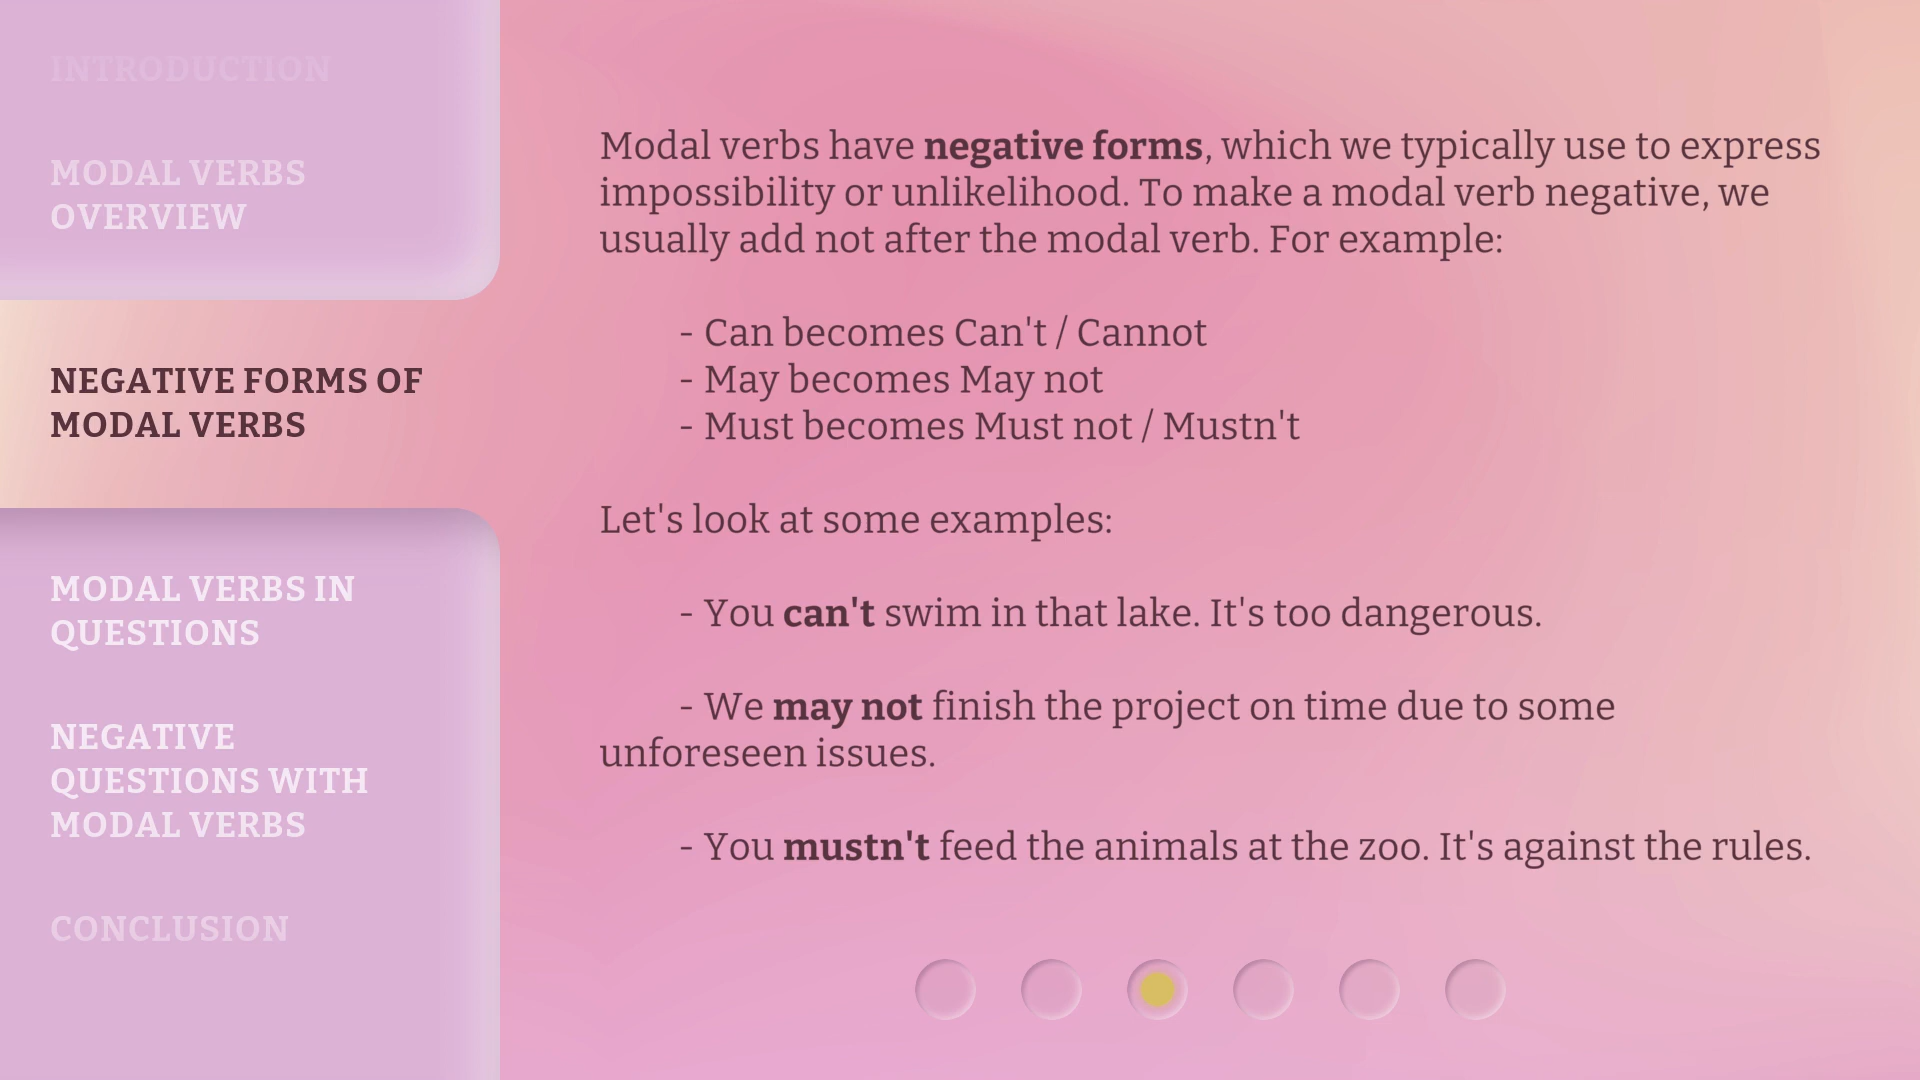 INTRODUCTION
MODAL VERBS
OVERVIEW
NEGATIVE FORMS OF
MODAL VERBS
MODAL VERBS IN
QUESTIONS
NEGATIVE
QUESTIONS WITH
MODAL VERBS
CONCLUSION
Modal verbs have negative forms, which we typically use to express
impossibility or unlikelihood. To make a modal verb negative, we
usually add not after the modal verb. For example:
- Can becomes Can't / Cannot
- May becomes May not
- Must becomes Must not / Mustn't
Let's look at some examples:
- You can't swim in that lake. It's too dangerous.
- We may not finish the project on time due to some
unforeseen issues.
- You mustn't feed the animals at the zoo. It's against the rules.